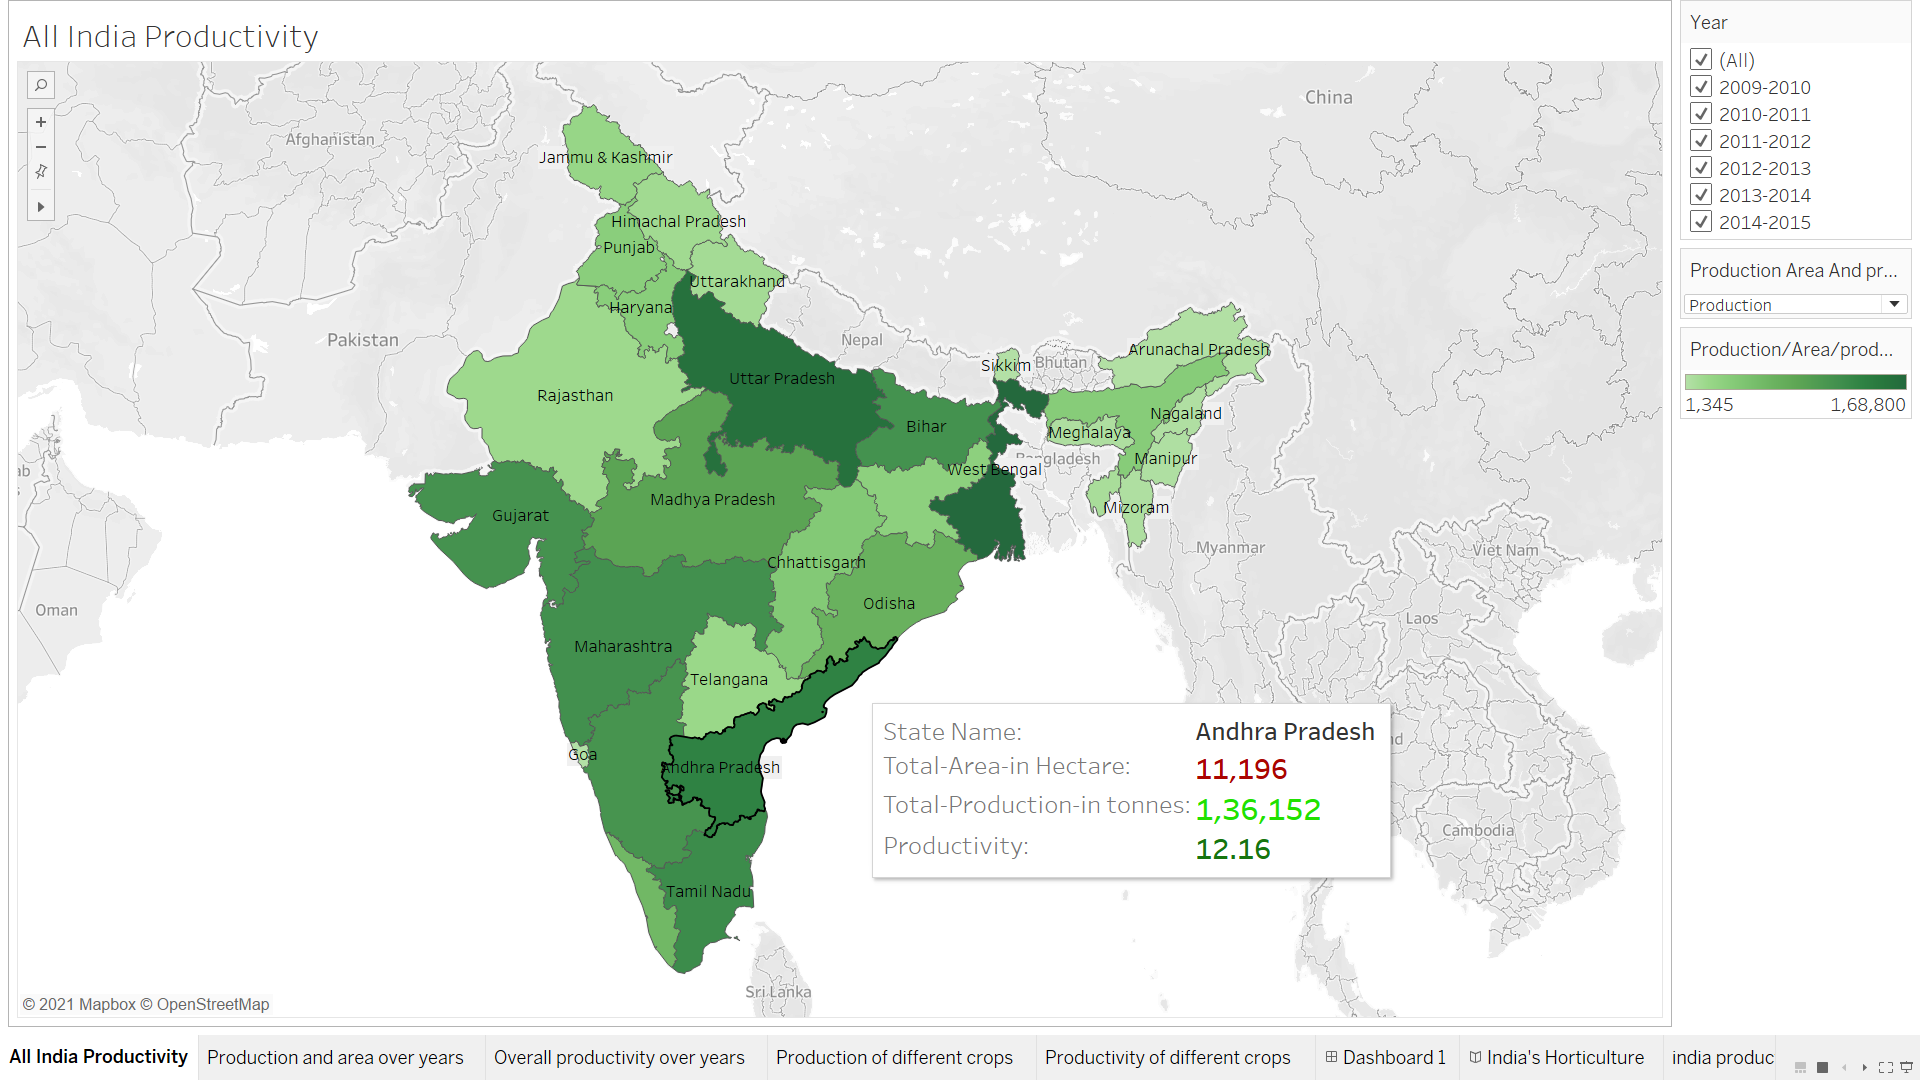 All India Productivity
China
Afghanistan
Jammu & Kashmir
Himachal Pradesh
Punjab
Uttarakhand
Haryana
Pakistan
Nepal
Arunachal Pradesh
Sikkim
Bhutan
Uttar Pradesh
Rajasthan
Nagaland
Bihar
Meghalaya
Manipur
West Bengal
Madhya Pradesh
Mizoram
Gujarat
Myanmar
Viet Nam
Chhattisgarh
Odisha
Oman
Laos
Maharashtra
Telangana
Goa
Andhra Pradesh
Cambodia
Tamil Nadu
Sri Lanka
State Name: Andhra Pradesh
Total-Area-in Hectare: 11,196
Total-Production-in tonnes: 1,36,152
Productivity: 12.16
© 2021 Mapbox © OpenStreetMap
Year
(All)
2009-2010
2010-2011
2011-2012
2012-2013
2013-2014
2014-2015
Production Area And pr...
Production
Production/Area/prod...
1,345 1,68,800
All India Productivity Production and area over years Overall productivity over years Production of different crops Productivity of different crops Dashboard 1 India's Horticulture india produc